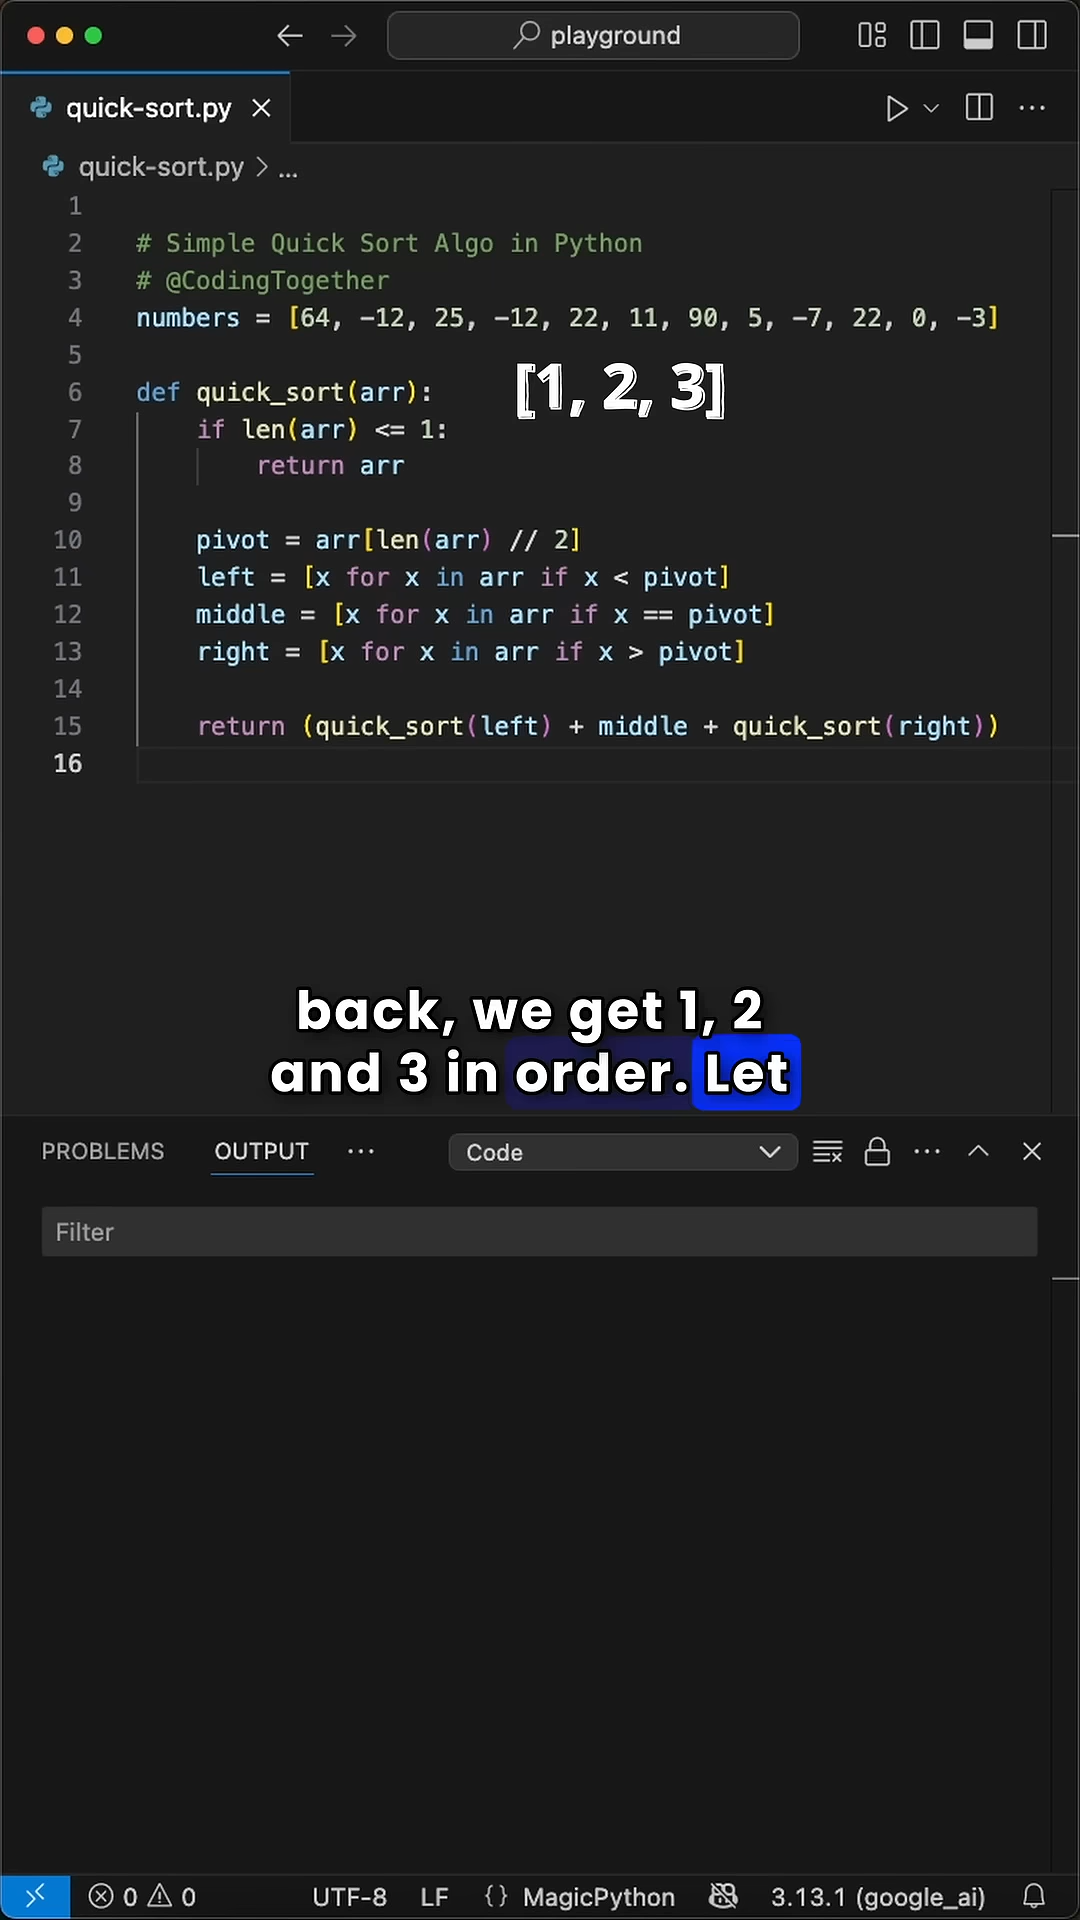 playground
quick-sort.py
quick-sort.py > ...
1
2 # Simple Quick Sort Algo in Python
3 # @CodingTogether
4 numbers = [64, -12, 25, -12, 22, 11, 90, 5, -7, 22, 0, -3]
5
[1, 2, 3]
6 def quick_sort(arr):
7 if len(arr) <= 1:
8 return arr
9
10 pivot = arr[len(arr) // 2]
11 left = [x for x in arr if x < pivot]
12 middle = [x for x in arr if x == pivot]
13 right = [x for x in arr if x > pivot]
14
15 return (quick_sort(left) + middle + quick_sort(right))
16
back, we get 1, 2
and 3 in order. Let
PROBLEMS OUTPUT ... Code
Filter
0 0 UTF-8 LF {} MagicPython 3.13.1 (google_ai)